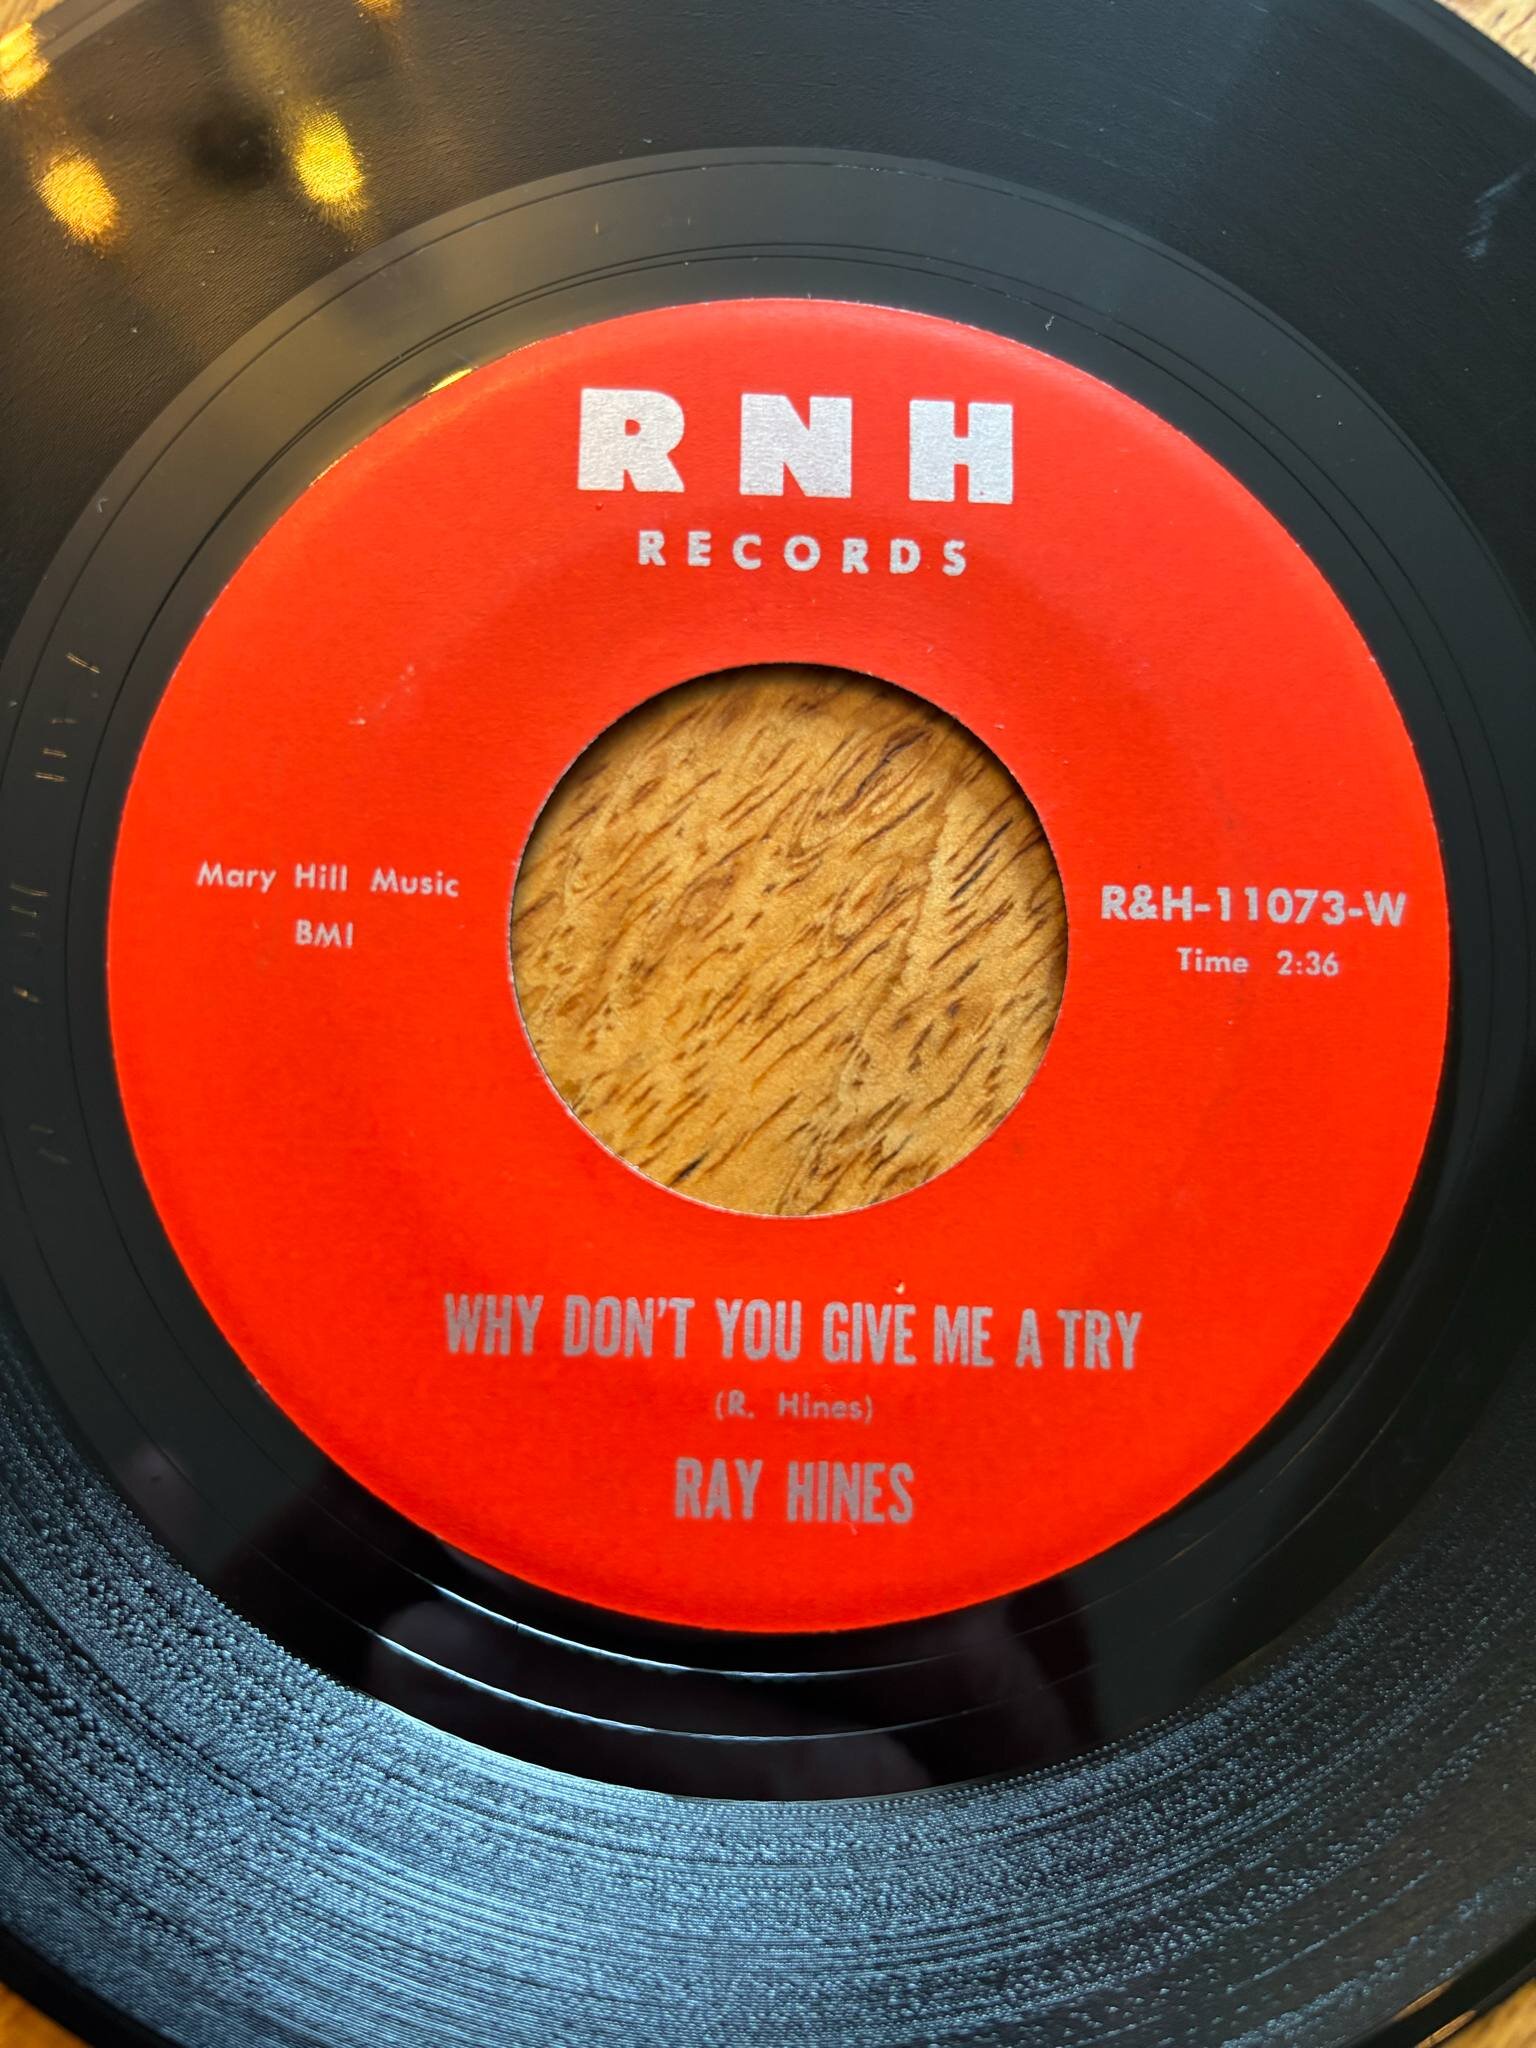 RNH
RECORDS
Mary Hill Music
BMI
R&H-11073-W
Time 2:36
WHY DON'T YOU GIVE ME A TRY
(R. Hines)
RAY HINES